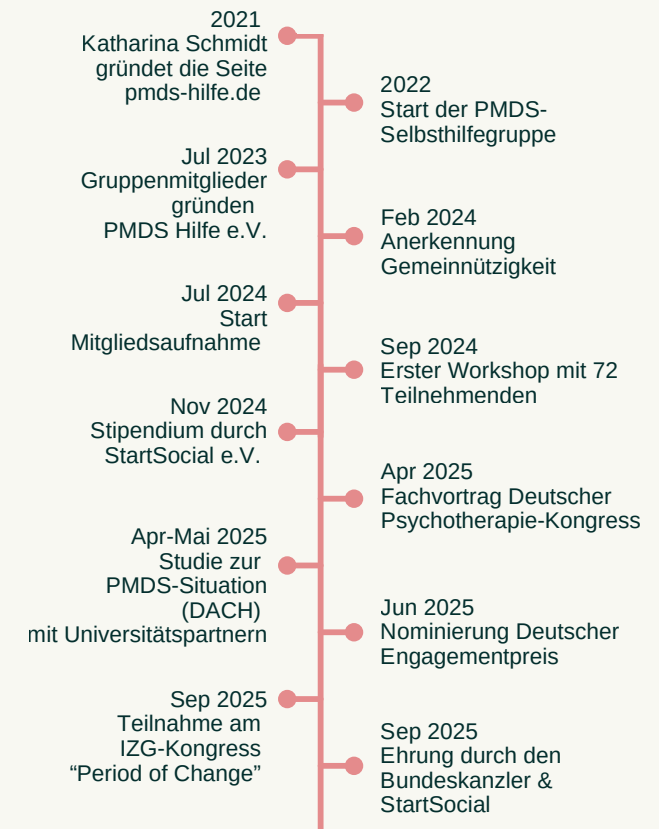 2021
Katharina Schmidt
gründet die Seite
pmds-hilfe.de
2022
Start der PMDS-
Selbsthilfegruppe
Jul 2023
Gruppenmitglieder
gründen
PMDS Hilfe e.V.
Feb 2024
Anerkennung
Gemeinnützigkeit
Jul 2024
Start
Mitgliedsaufnahme
Sep 2024
Erster Workshop mit 72
Teilnehmenden
Nov 2024
Stipendium durch
StartSocial e.V.
Apr 2025
Fachvortrag Deutscher
Psychotherapie-Kongress
Apr-Mai 2025
Studie zur
PMDS-Situation
(DACH)
mit Universitätspartnern
Jun 2025
Nominierung Deutscher
Engagementpreis
Sep 2025
Teilnahme am
IZG-Kongress
“Period of Change”
Sep 2025
Ehrung durch den
Bundeskanzler &
StartSocial